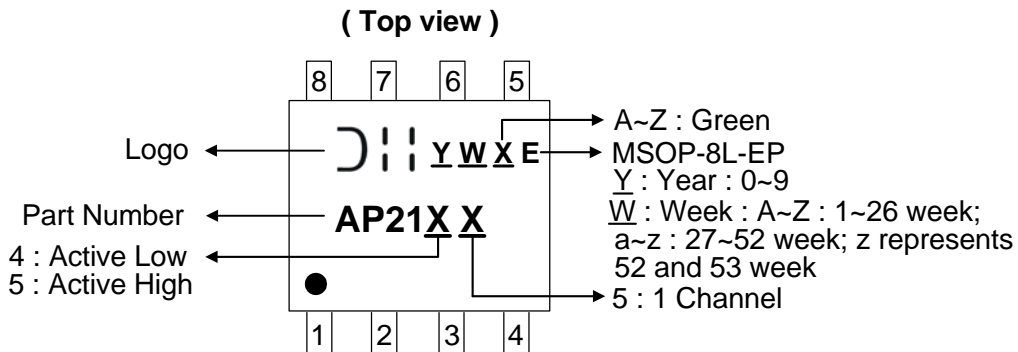 ( Top view )
8 7 6 5
Logo
Y W X E
A~Z : Green
MSOP-8L-EP
Y : Year : 0~9
W : Week : A~Z : 1~26 week;
a~z : 27~52 week; z represents
52 and 53 week
Part Number
AP21X X
4 : Active Low
5 : Active High
5 : 1 Channel
1 2 3 4